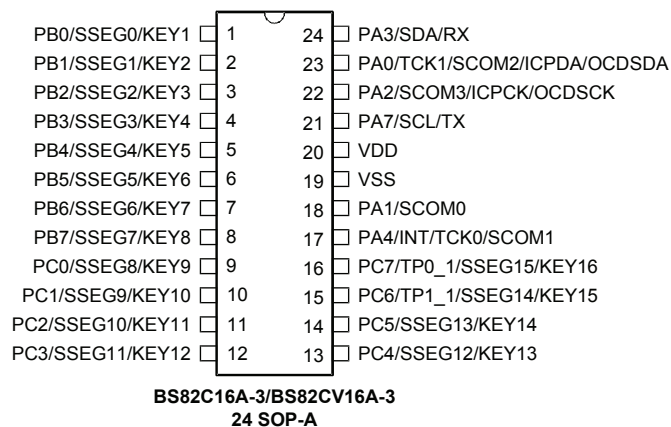 PB0/SSEG0/KEY1 1 24 PA3/SDA/RX
PB1/SSEG1/KEY2 2 23 PA0/TCK1/SCOM2/ICPDA/OCDSDA
PB2/SSEG2/KEY3 3 22 PA2/SCOM3/ICPCK/OCDSCK
PB3/SSEG3/KEY4 4 21 PA7/SCL/TX
PB4/SSEG4/KEY5 5 20 VDD
PB5/SSEG5/KEY6 6 19 VSS
PB6/SSEG6/KEY7 7 18 PA1/SCOM0
PB7/SSEG7/KEY8 8 17 PA4/INT/TCK0/SCOM1
PC0/SSEG8/KEY9 9 16 PC7/TP0_1/SSEG15/KEY16
PC1/SSEG9/KEY10 10 15 PC6/TP1_1/SSEG14/KEY15
PC2/SSEG10/KEY11 11 14 PC5/SSEG13/KEY14
PC3/SSEG11/KEY12 12 13 PC4/SSEG12/KEY13
BS82C16A-3/BS82CV16A-3
24 SOP-A